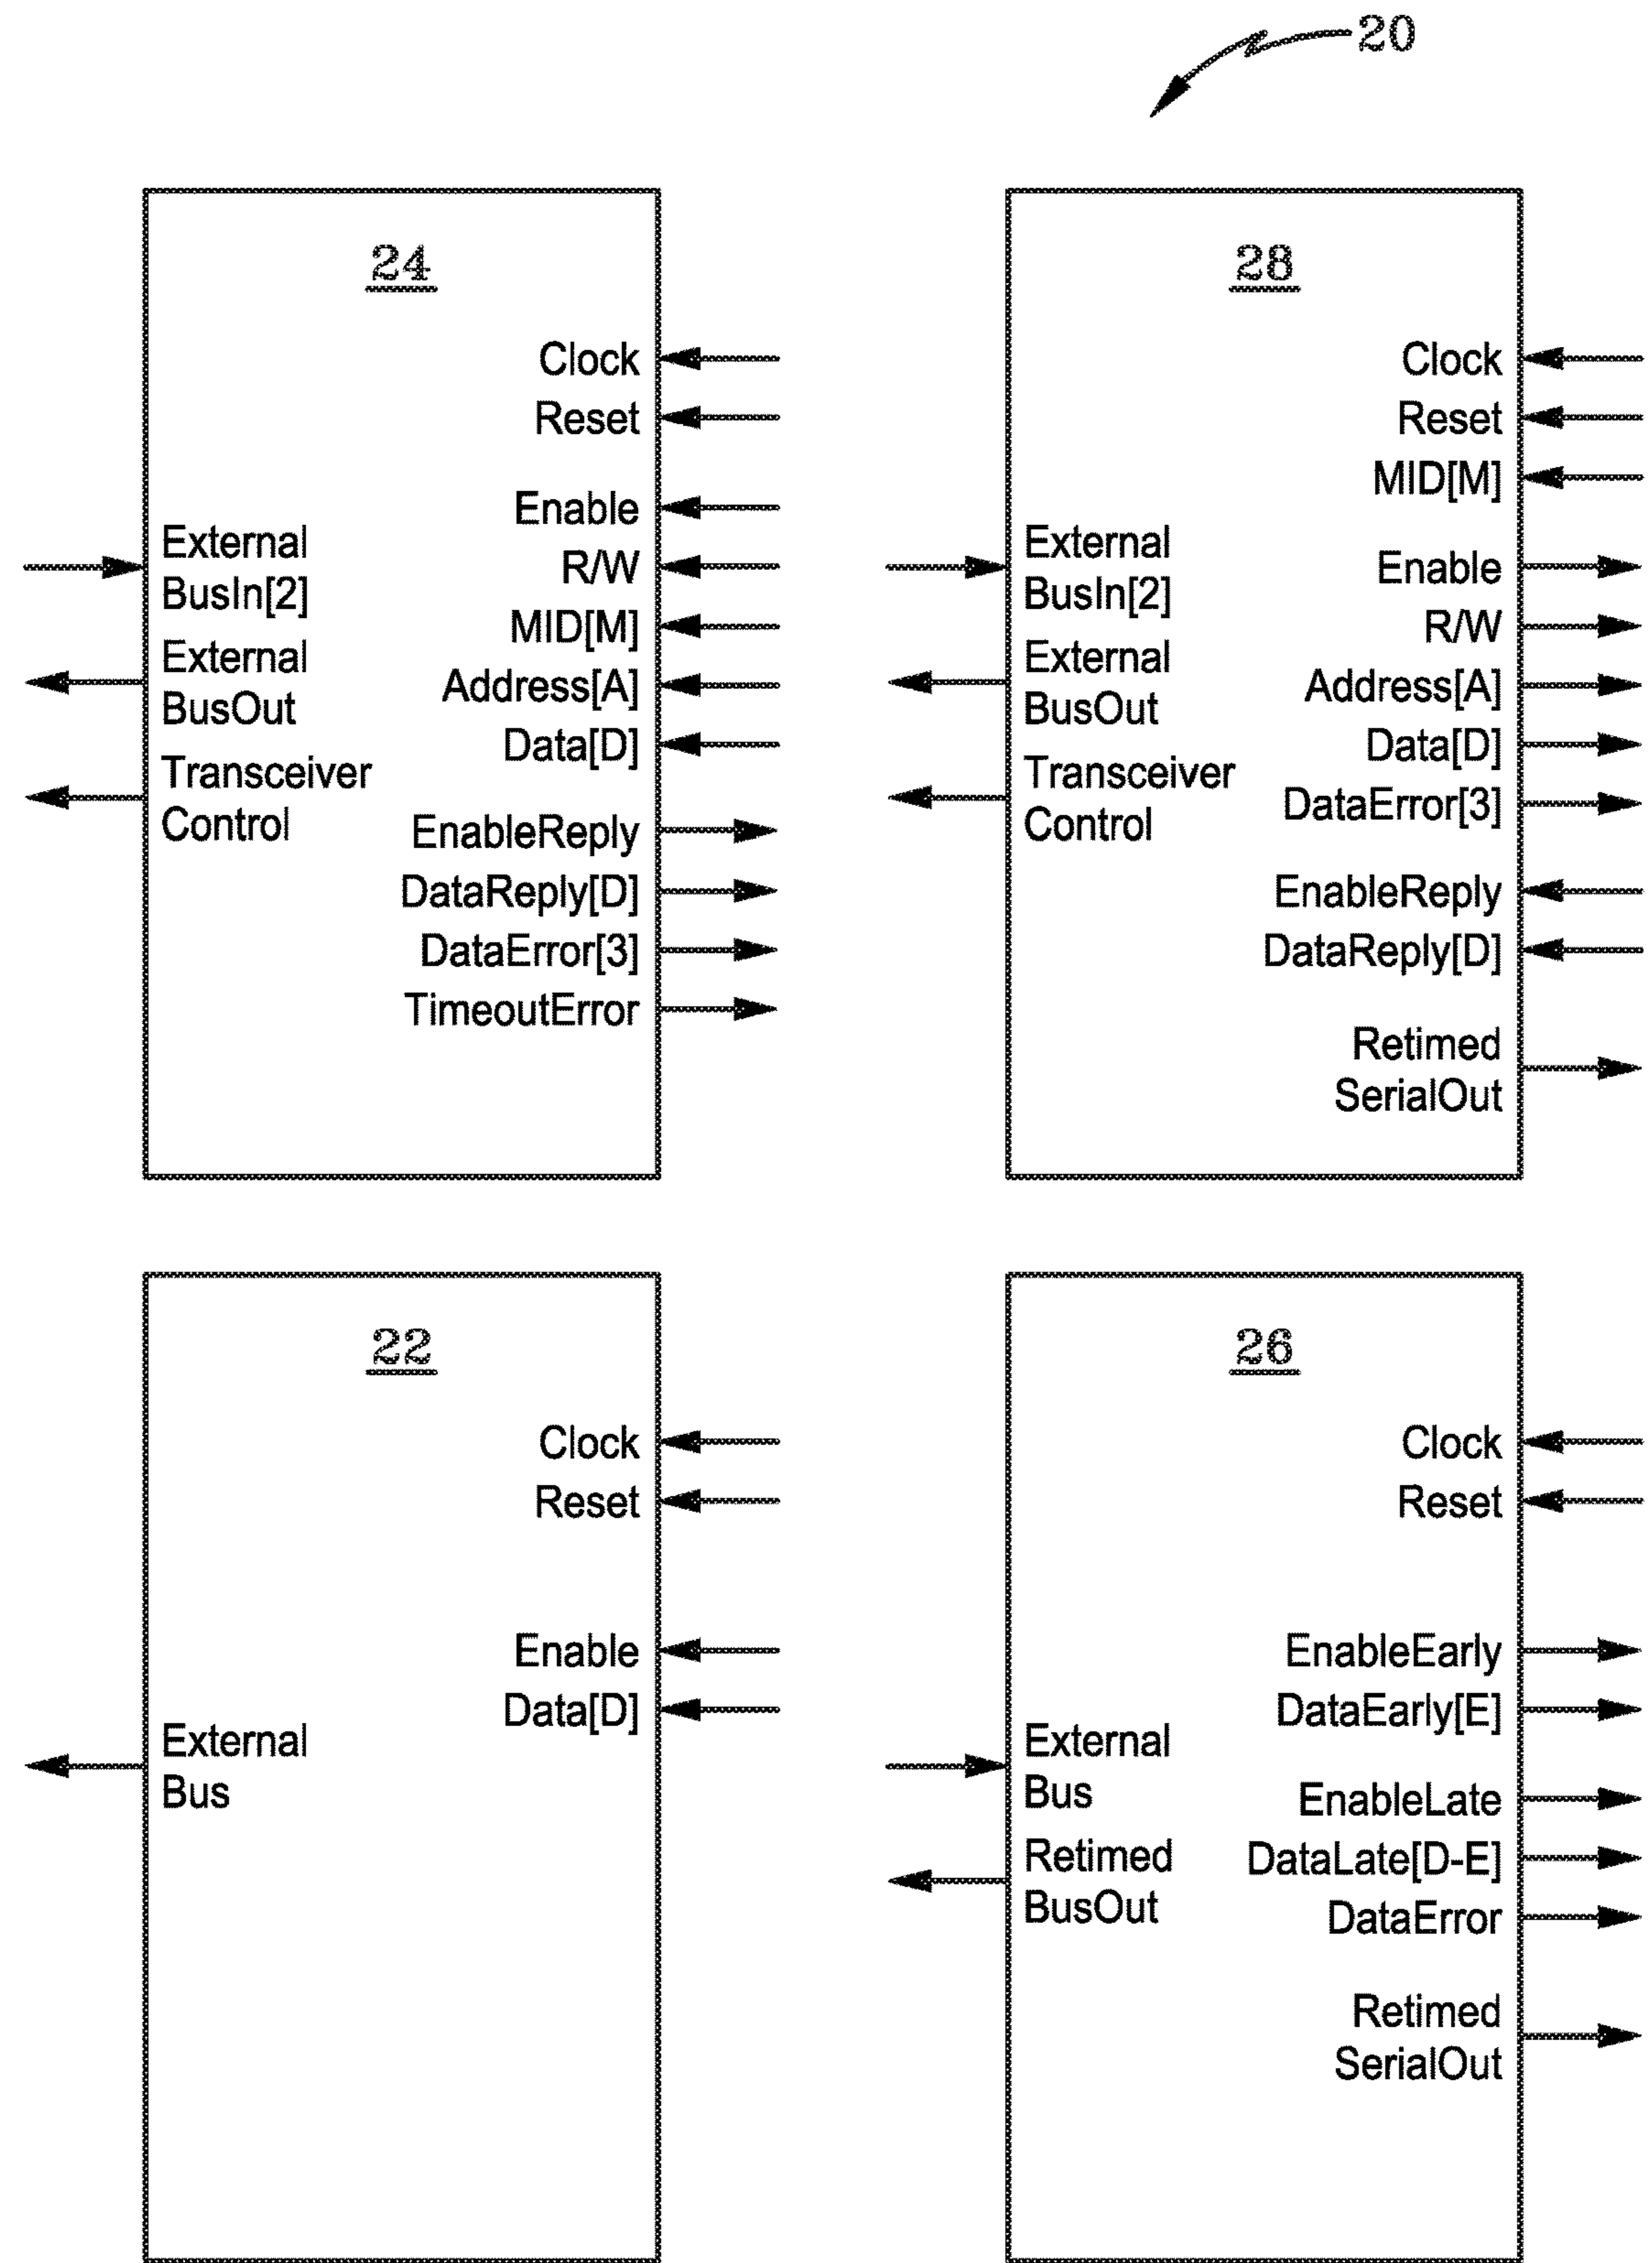 20
24
Clock
Reset
Enable
R/W
MID[M]
Address[A]
Data[D]
EnableReply
DataReply[D]
DataError[3]
TimeoutError
External
BusIn[2]
External
BusOut
Transceiver
Control
28
Clock
Reset
MID[M]
Enable
R/W
Address[A]
Data[D]
DataError[3]
EnableReply
DataReply[D]
Retimed
SerialOut
External
BusIn[2]
External
BusOut
Transceiver
Control
22
Clock
Reset
Enable
Data[D]
External
Bus
26
Clock
Reset
EnableEarly
DataEarly[E]
EnableLate
DataLate[D-E]
DataError
Retimed
SerialOut
External
Bus
Retimed
BusOut